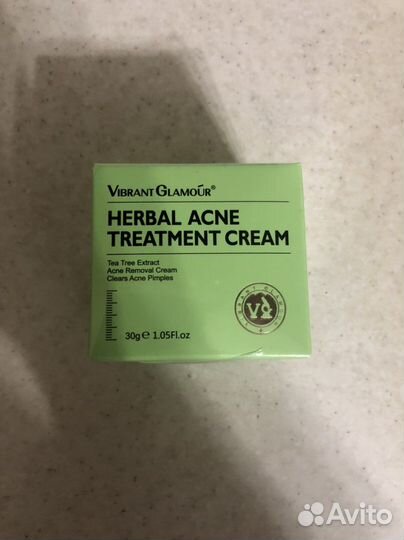 VIBRANT GLAMOUR®
HERBAL ACNE
TREATMENT CREAM
Tea Tree Extract
Acne Removal Cream
Clears Acne Pimples
30g ℮ 1.05Fl.oz
VG
Avito